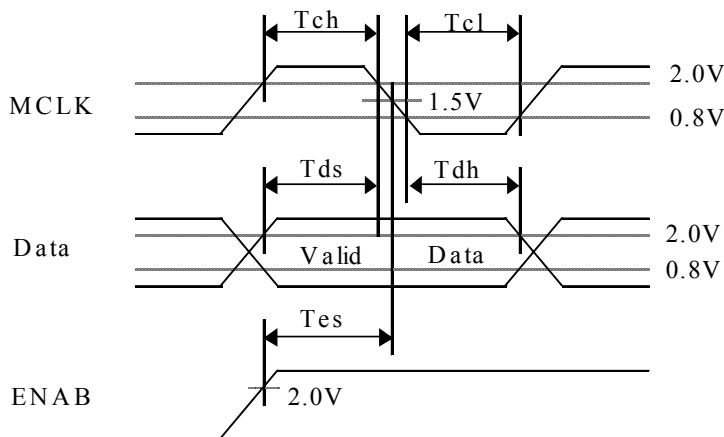 Tch Tcl
MCLK 2.0V
1.5V
0.8V
Tds Tdh
Data Valid Data 2.0V
0.8V
Tes
ENAB 2.0V